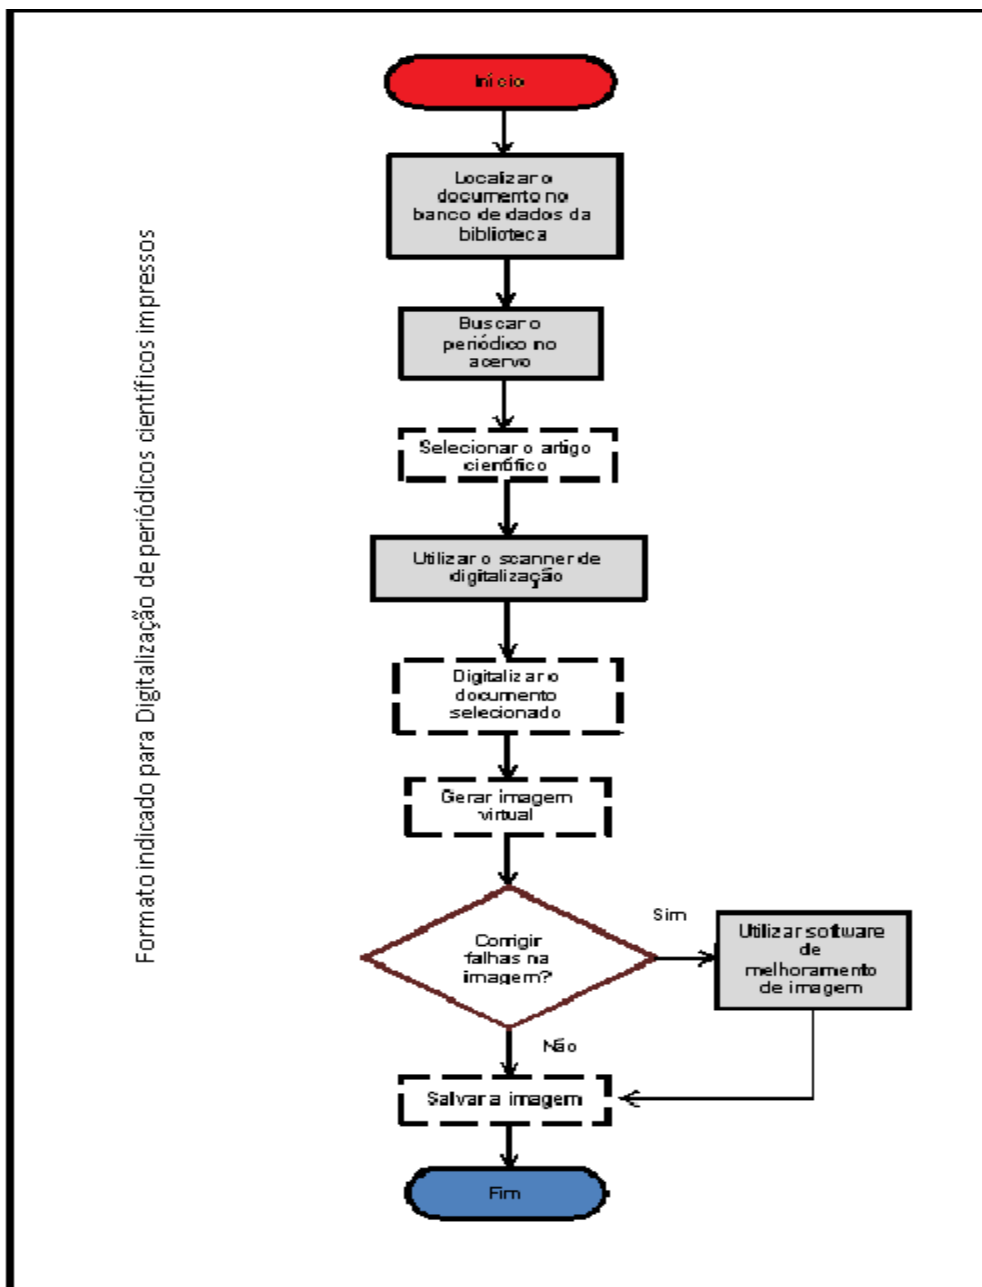 Formato indicado para Digitalização de periódicos científicos impressos
Início
Localizar o
documento no
banco de dados da
biblioteca
Buscar o
periódico no
acervo
Selecionar o artigo
científico
Utilizar o scanner de
digitalização
Digitalizar o
documento
selecionado
Gerar imagem
virtual
Corrigir
falhas na
imagem?
Sim
Utilizar software
de
melhoramento
de imagem
Não
Salvar a imagem
Fim